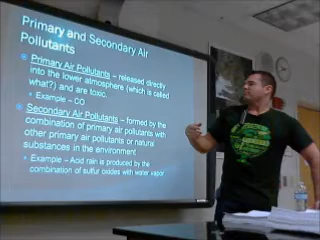 Primary and Secondary Air
Pollutants
Primary Air Pollutants – released directly
into the lower atmosphere (which is called
what?) and are toxic.
Example – CO
Secondary Air Pollutants – formed by the
combination of primary air pollutants with
other primary air pollutants or natural
substances in the environment
Example – Acid rain is produced by the
combination of sulfur oxides with water vapor